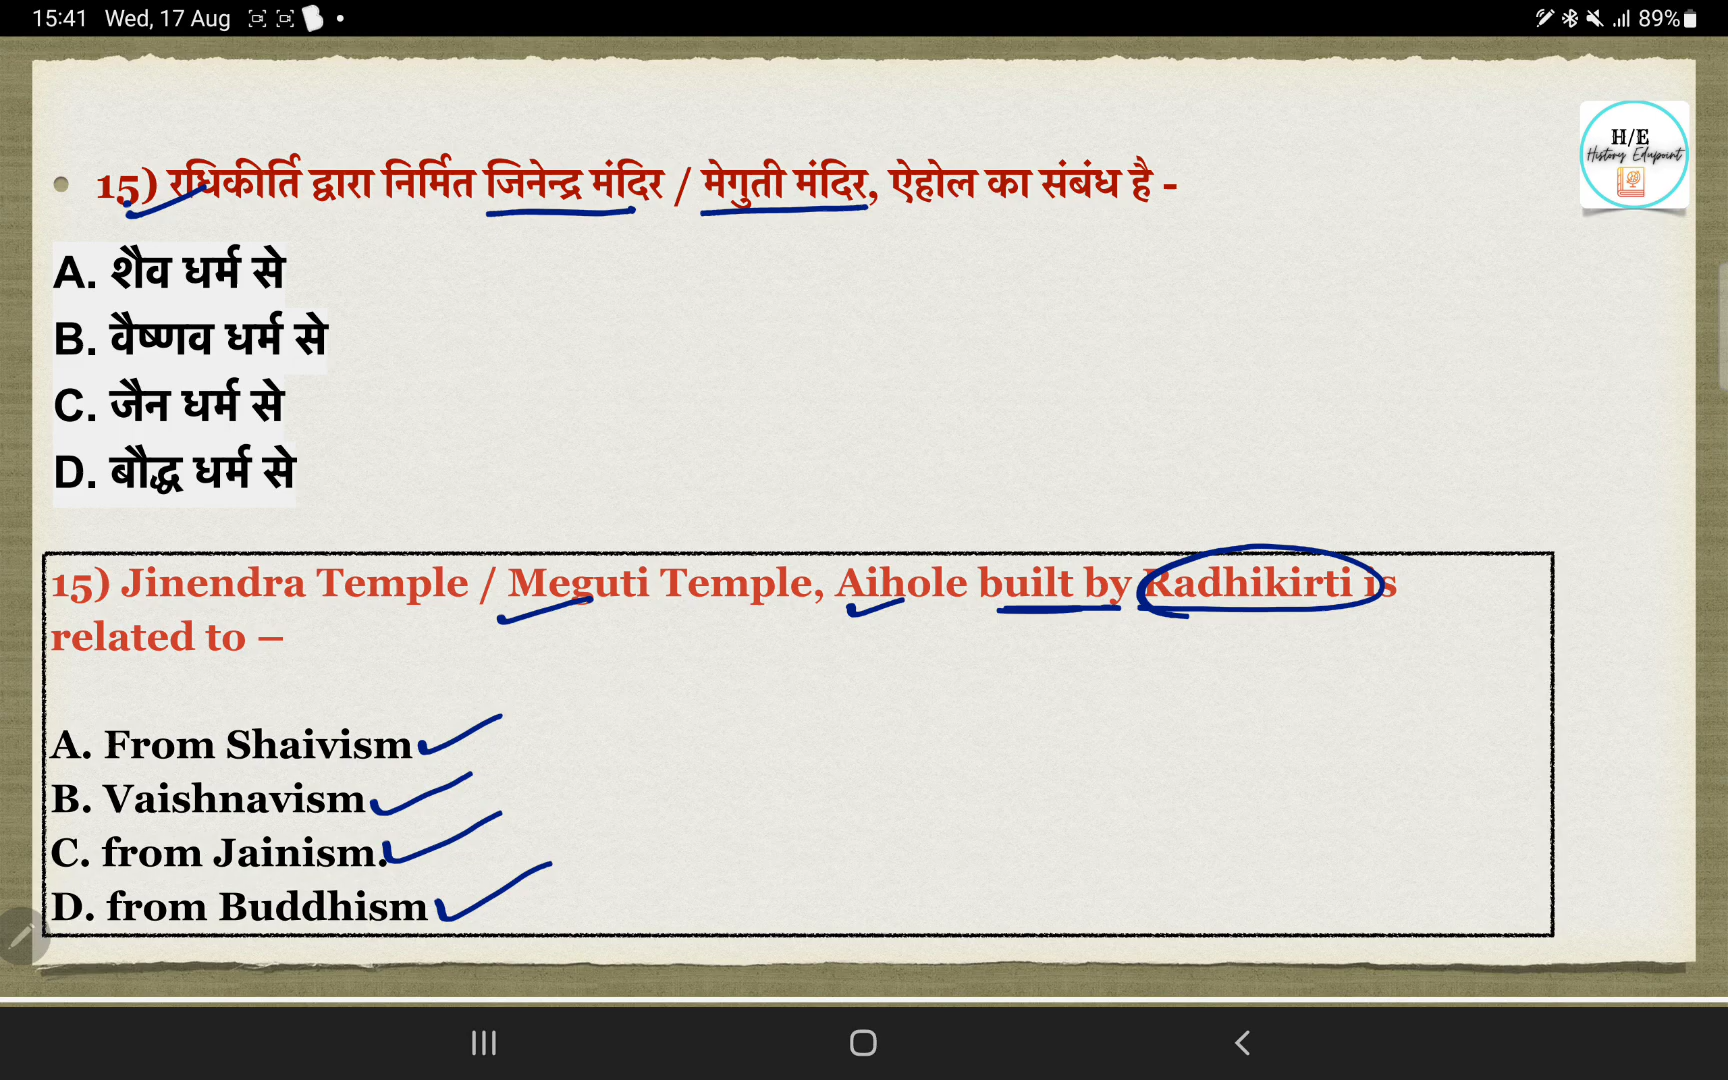 15:41 Wed, 17 Aug
89%
H/E
History Edupoint
15) रधिकीर्ति द्वारा निर्मित जिनेन्द्र मंदिर / मेगुती मंदिर, ऐहोल का संबंध है -
A. शैव धर्म से
B. वैष्णव धर्म से
C. जैन धर्म से
D. बौद्ध धर्म से
15) Jinendra Temple / Meguti Temple, Aihole built by Radhikirti is
related to –
A. From Shaivism
B. Vaishnavism
C. from Jainism.
D. from Buddhism